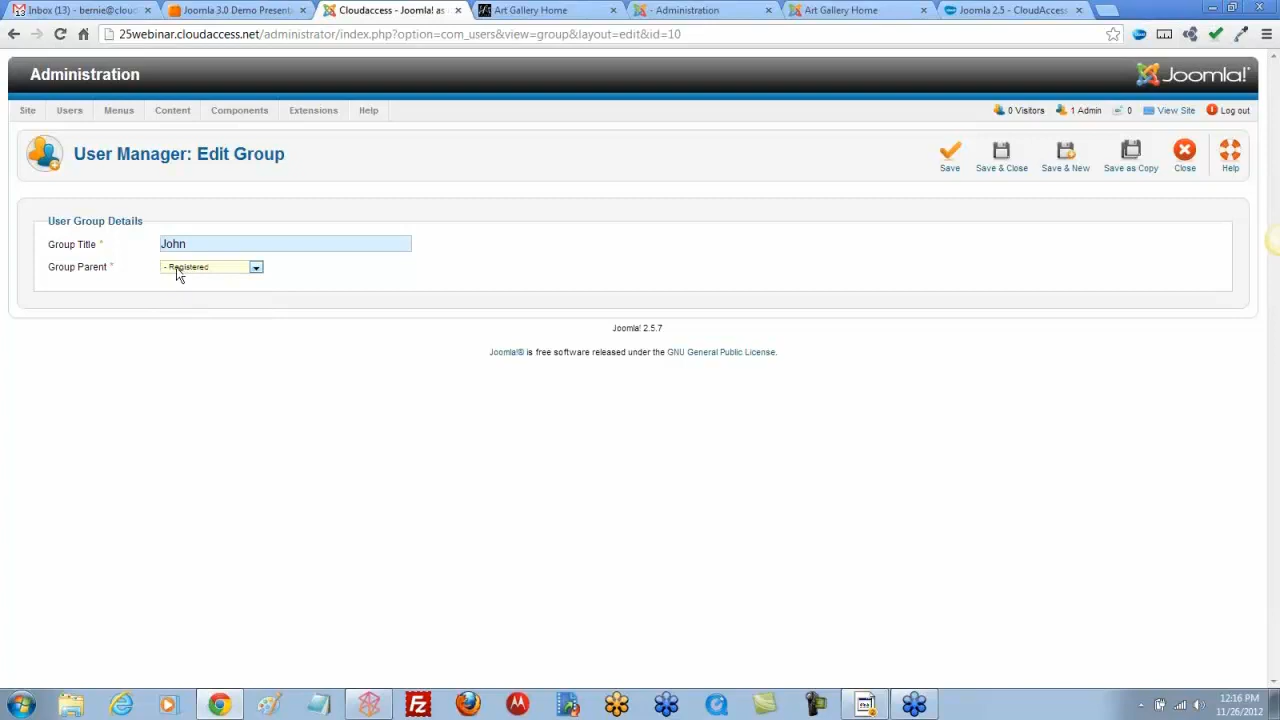 Inbox (13) - bernie@cloud
Joomla 3.0 Demo Presenta
Cloudaccess - Joomla! as
Art Gallery Home
- Administration
Art Gallery Home
Joomla 2.5 - CloudAccess
25webinar.cloudaccess.net/administrator/index.php?option=com_users&view=group&layout=edit&id=10
Administration
Joomla!
Site Users Menus Content Components Extensions Help
0 Visitors 1 Admin 0 View Site Log out
User Manager: Edit Group
Save Save & Close Save & New Save as Copy Close Help
User Group Details
Group Title * John
Group Parent * - Registered
Joomla! 2.5.7
Joomla!® is free software released under the GNU General Public License.
12:16 PM
11/26/2012